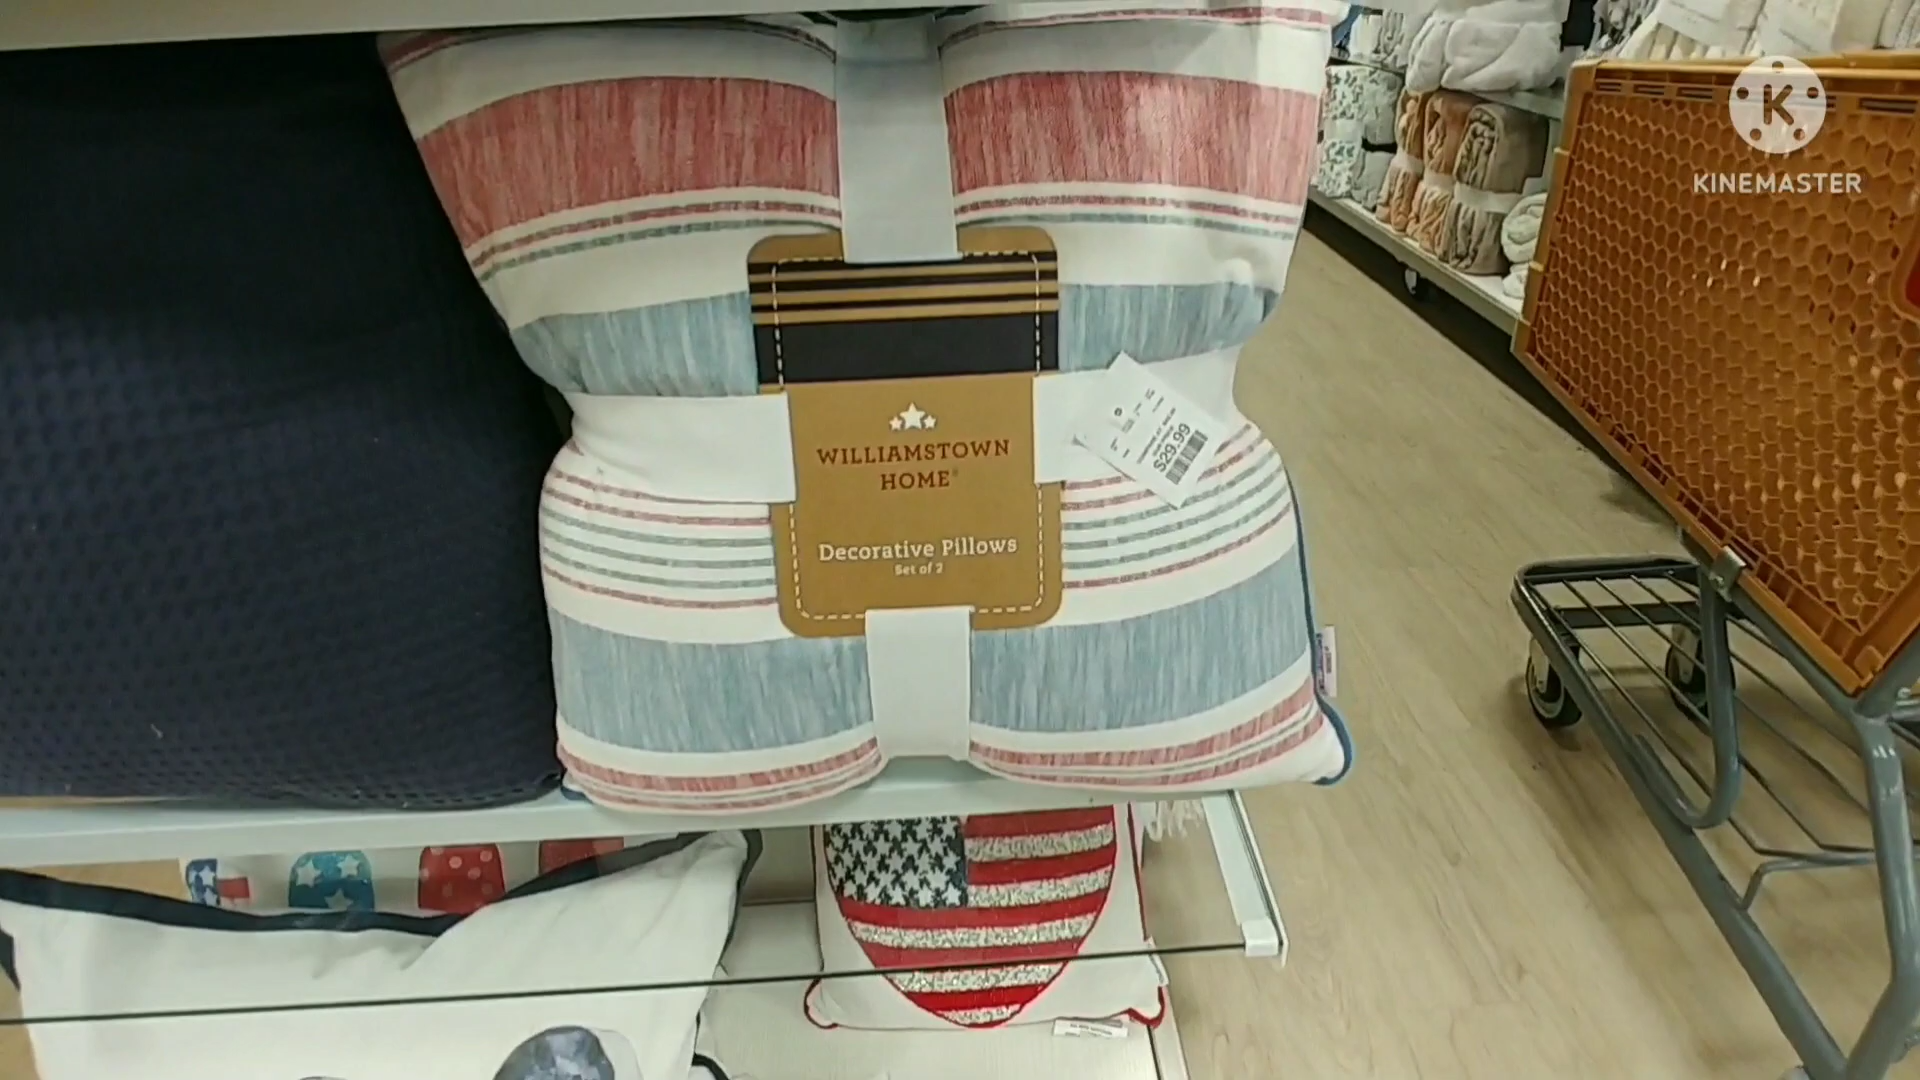 KINEMASTER
WILLIAMSTOWN
HOME®
Decorative Pillows
Set of 2
$29.99